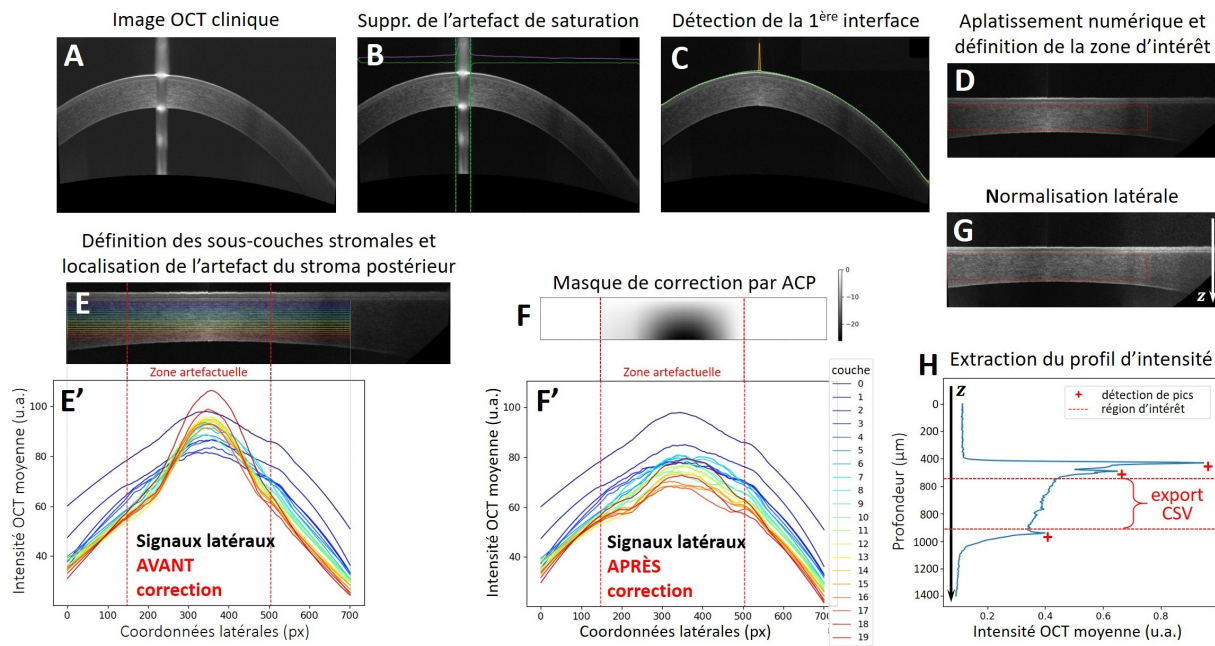 Image OCT clinique
A
Suppr. de l’artefact de saturation
B
Détection de la 1ère interface
C
Aplatissement numérique et
définition de la zone d’intérêt
D
Normalisation latérale
G
z
Définition des sous-couches stromales et
localisation de l’artefact du stroma postérieur
E
Zone artefactuelle
E’
100
80
60
40
Intensité OCT moyenne (u.a.)
Signaux latéraux
AVANT
correction
0 100 200 300 400 500 600 700
Coordonnées latérales (px)
Masque de correction par ACP
F
0
−10
−20
Zone artefactuelle
F’
100
80
60
40
Intensité OCT moyenne (u.a.)
Signaux latéraux
APRÈS
correction
0 100 200 300 400 500 600 700
Coordonnées latérales (px)
couche
0
1
2
3
4
5
6
7
8
9
10
11
12
13
14
15
16
17
18
19
H Extraction du profil d’intensité
z
détection de pics
région d’intérêt
0
200
400
600
800
900
1000
1200
1400
Profondeur (µm)
export
CSV
0.2 0.4 0.6 0.8
Intensité OCT moyenne (u.a.)